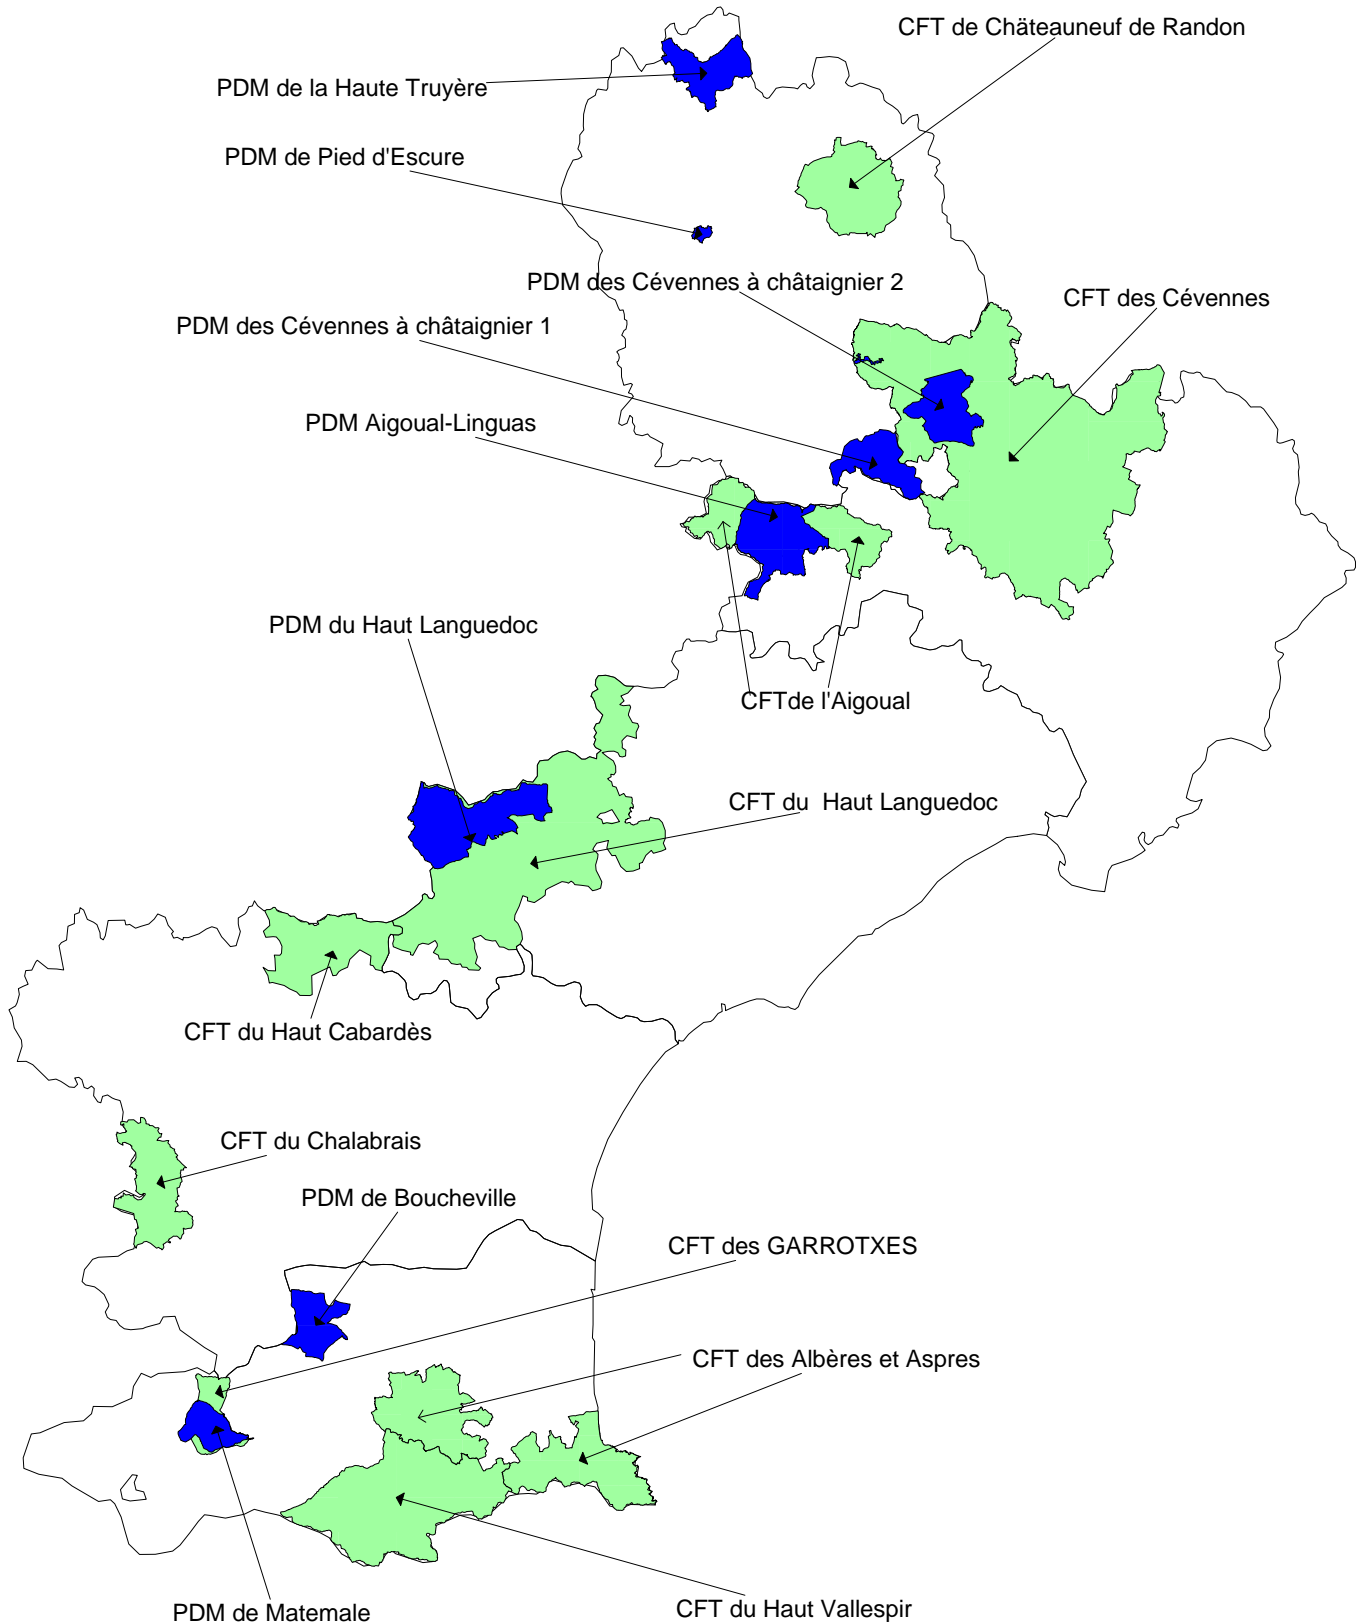 CFT de Chäteauneuf de Randon
PDM de la Haute Truyère
PDM de Pied d'Escure
PDM des Cévennes à châtaignier 2
CFT des Cévennes
PDM des Cévennes à châtaignier 1
PDM Aigoual-Linguas
PDM du Haut Languedoc
CFTde l'Aigoual
CFT du  Haut Languedoc
CFT du Haut Cabardès
CFT du Chalabrais
PDM de Boucheville
CFT des GARROTXES
CFT des Albères et Aspres
PDM de Matemale
CFT du Haut Vallespir